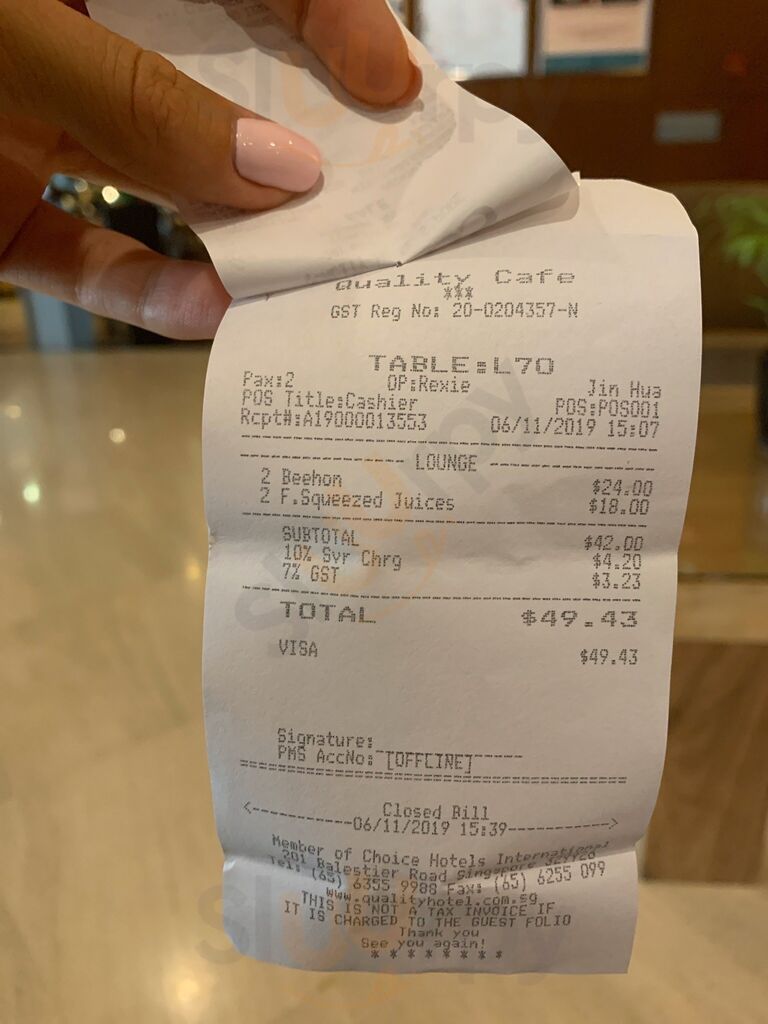 Quality Cafe
***
GST Reg No: 20-0204357-N
TABLE:L70
Pax:2 OP:Rexie Jin Hua
POS Title:Cashier POS:POS001
Rcpt#:A19000013553 06/11/2019 15:07
LOUNGE
2 Beehon $24.00
2 F.Squeezed Juices $18.00
SUBTOTAL $42.00
10% Svr Chrg $4.20
7% GST $3.23
TOTAL $49.43
VISA $49.43
Signature:
PMS AccNo: [OFFLINE]
Closed Bill
<----------06/11/2019 15:39---------->
Member of Choice Hotels International
201 Balestier Road Singapore
Tel: (65) 6355 9988 Fax: (65) 6255 099
www.qualityhotel.com.sg
THIS IS NOT A TAX INVOICE IF
IT IS CHARGED TO THE GUEST FOLIO
Thank you
See you again!
* * * * * * * *